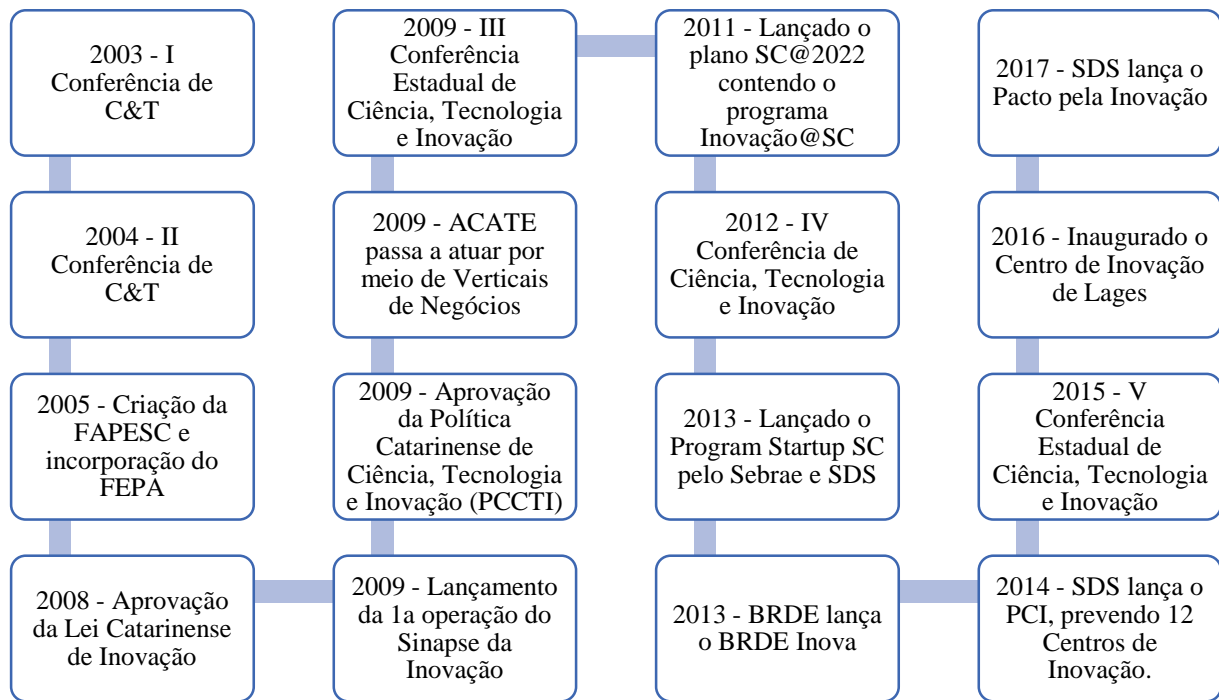 2003 - I
Conferência de
C&T
2004 - II
Conferência de
C&T
2005 - Criação da
FAPESC e
incorporação do
FEPA
2008 - Aprovação
da Lei Catarinense
de Inovação
2009 - Lançamento
da 1a operação do
Sinapse da
Inovação
2009 - Aprovação
da Política
Catarinense de
Ciência, Tecnologia
e Inovação (PCCTI)
2009 - ACATE
passa a atuar por
meio de Verticais
de Negócios
2009 - III
Conferência
Estadual de
Ciência, Tecnologia
e Inovação
2011 - Lançado o
plano SC@2022
contendo o
programa
Inovação@SC
2012 - IV
Conferência de
Ciência, Tecnologia
e Inovação
2013 - Lançado o
Program Startup SC
pelo Sebrae e SDS
2013 - BRDE lança
o BRDE Inova
2014 - SDS lança o
PCI, prevendo 12
Centros de
Inovação.
2015 - V
Conferência
Estadual de
Ciência, Tecnologia
e Inovação
2016 - Inaugurado o
Centro de Inovação
de Lages
2017 - SDS lança o
Pacto pela Inovação